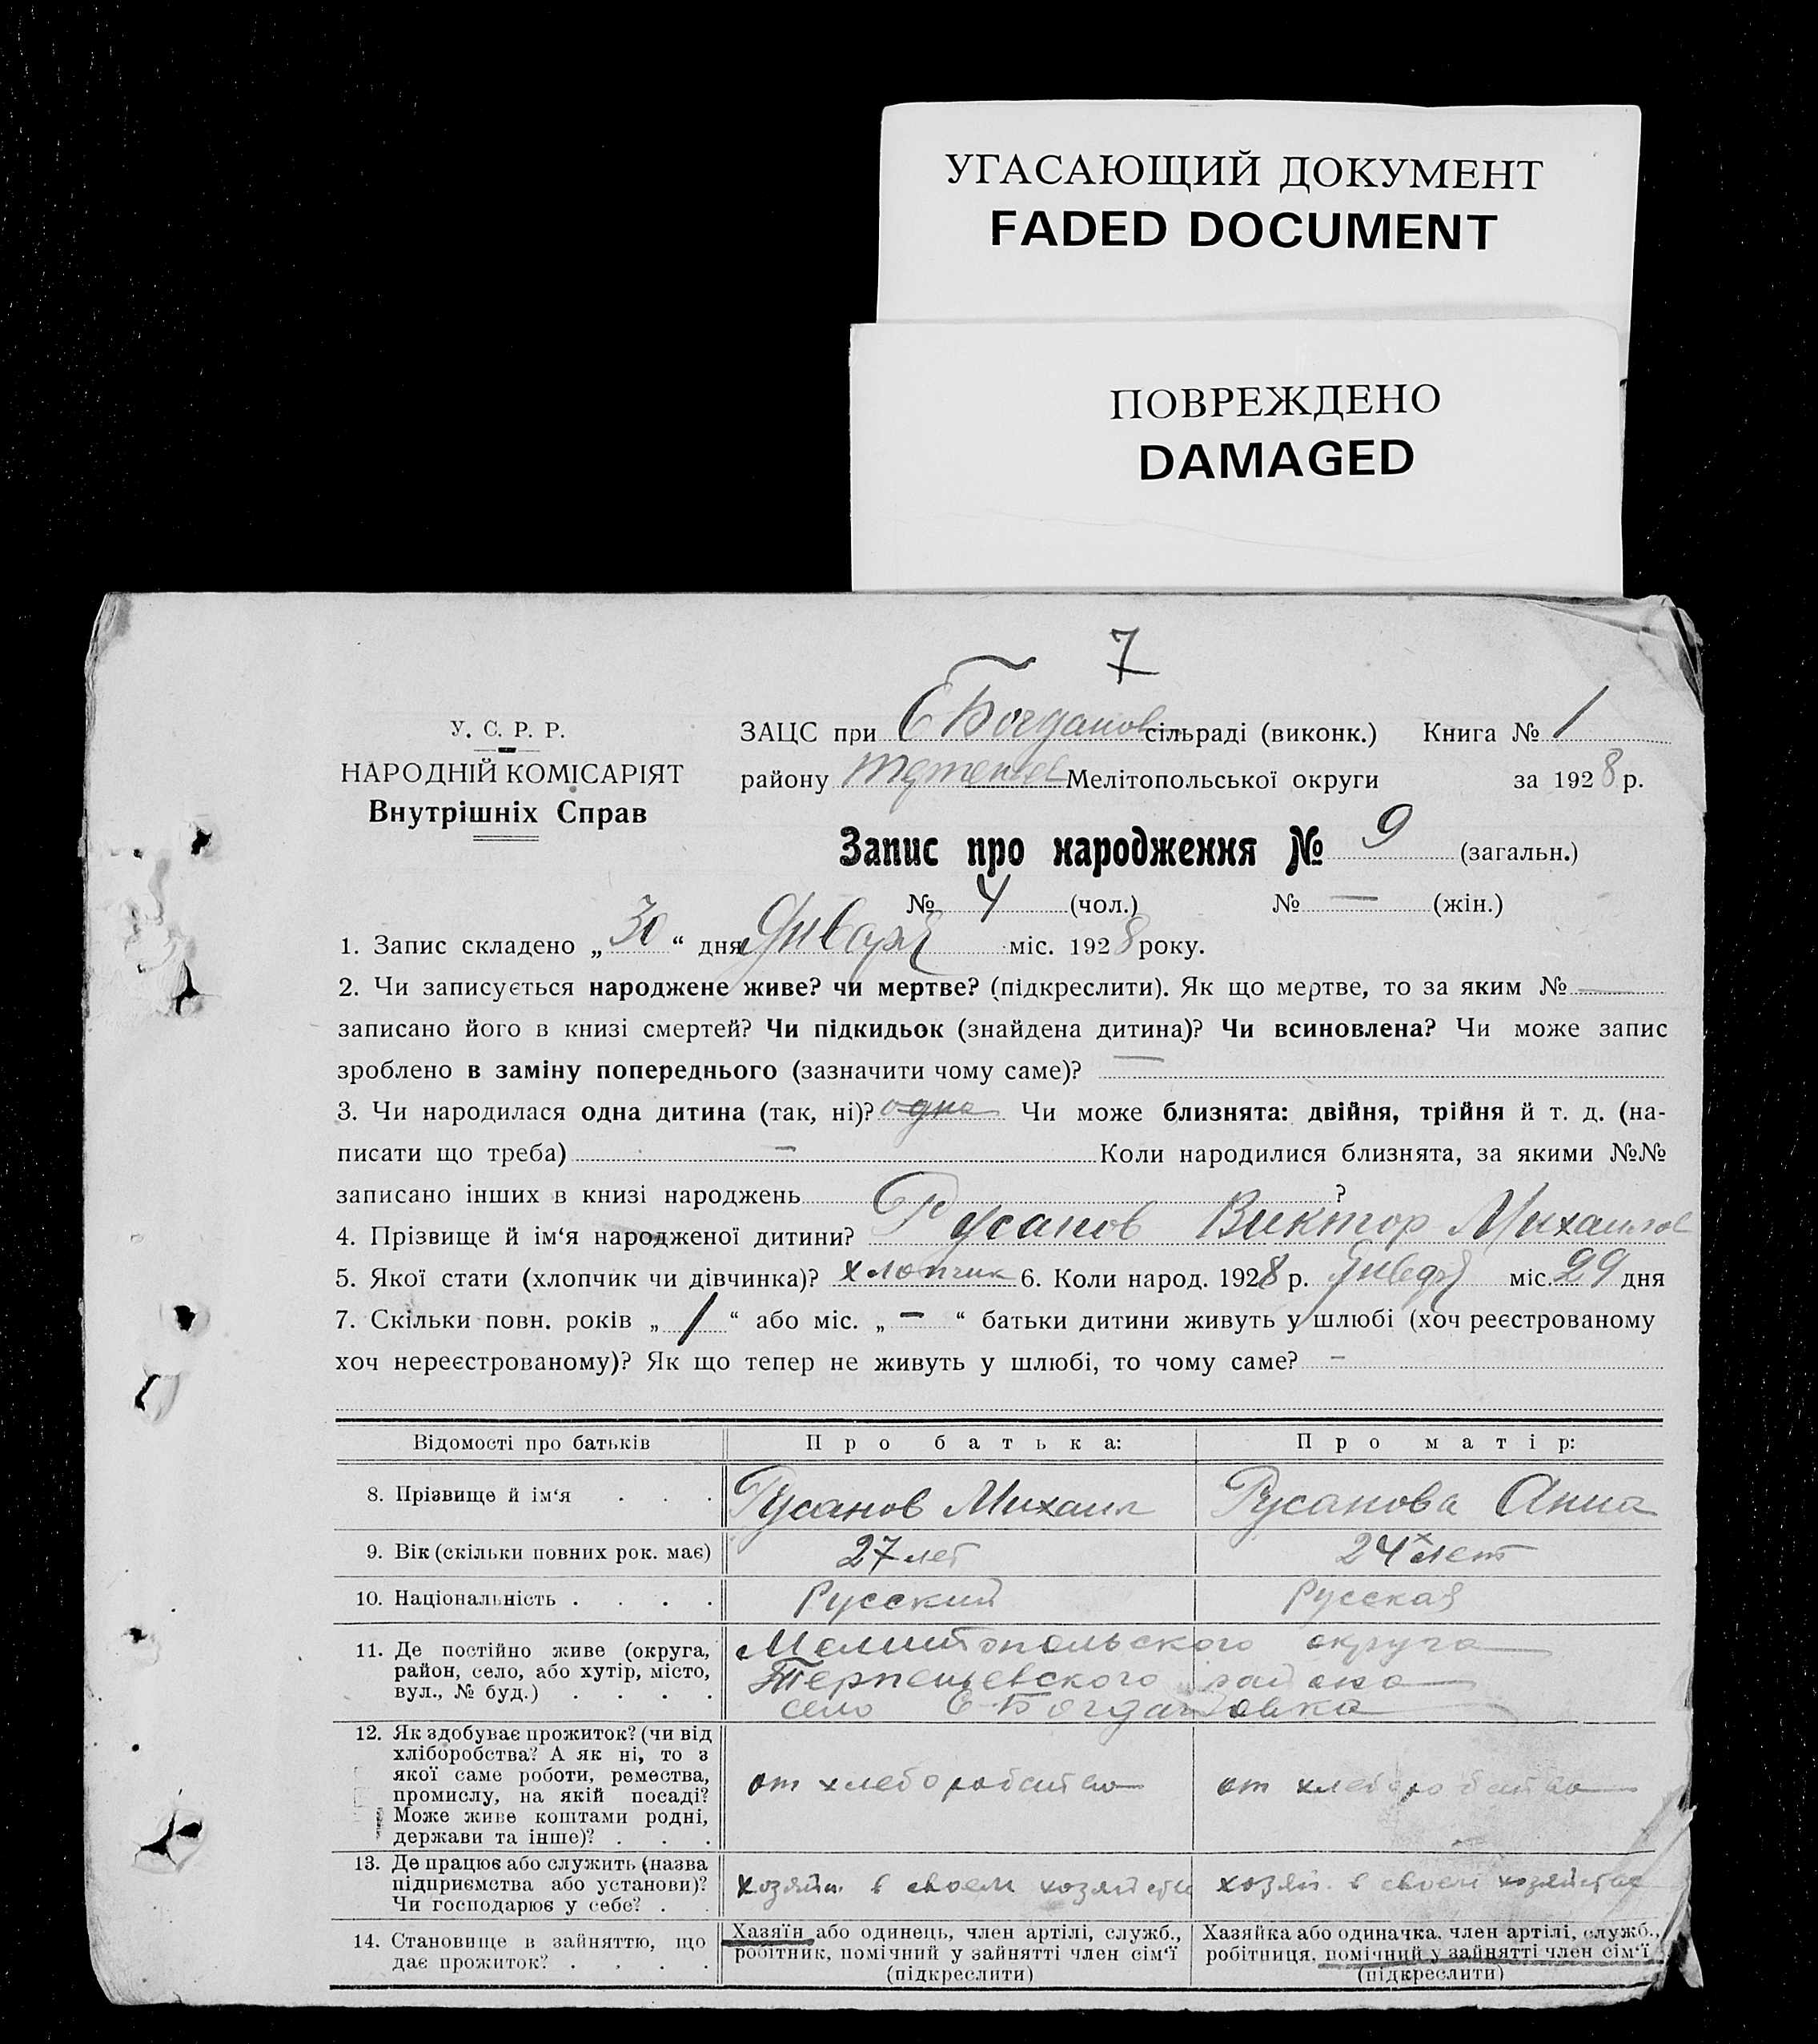 УГАСАЮЩИЙ ДОКУМЕНТ
FADED DOCUMENT
ПОВРЕЖДЕНО
DAMAGED
7
У. С. Р. Р.
НАРОДНІЙ КОМІСАРІЯТ
Внутрішніх Справ
ЗАЦС при С Богданов сільраді (виконк.) Книга № 1
району Мелітопольської округи за 1928 р.
Запис про народження № 9 (загальн.)
№ 4 (чол.) № — (жін.)
1. Запис складено „ 30 “ дня Января міс. 1928 року.
2. Чи записується народжене живе? чи мертве? (підкреслити). Як що мертве, то за яким № —
записано його в книзі смертей? Чи підкидьок (знайдена дитина)? Чи всиновлена? Чи може запис
зроблено в заміну попереднього (зазначити чому саме)? —
3. Чи народилася одна дитина (так, ні)? одна Чи може близнята: двійня, трійня й т. д. (на-
писати що треба) — Коли народилися близнята, за якими №№
записано інших в книзі народжень ?
4. Прізвище й ім‘я народженої дитини? Русанов Виктор Михайлов
5. Якої стати (хлопчик чи дівчинка)? хлопчик 6. Коли народ. 1928 р. Января міс. 29 дня
7. Скільки повн. років „ 1 “ або міс. „ — “ батьки дитини живуть у шлюбі (хоч реєстрованому
хоч нереєстрованому)? Як що тепер не живуть у шлюбі, то чому саме? —
Відомості про батьків Про батька: Про матір:
8. Прізвище й ім‘я . . . Русанов Михаил Русанова Анна
9. Вік (скільки повних рок. має) 27 лет 24х лет
10. Національність . . . . Русский Русская
11. Де постійно живе (округа, Мелитопольского округа
район, село, або хутір, місто, Терпеньевского района
вул., № буд.) . . . . село С-Богдановка
12. Як здобуває прожиток? (чи від
хліборобства? А як ні, то з
якої саме роботи, ремества,
промислу, на якій посаді? от хлеборобства от хлеборобства
Може живе коштами родні,
держави та інше)? . . .
13. Де працює або служить (назва
підприємства або установи)? хозяин в своем хозяйстве хозяй. в своем хозяйстве
Чи господарює у себе? . .
14. Становище в зайняттю, що Хазяїн або одинець, член артілі, служб., Хазяйка або одиначка, член артілі, служб.,
дає прожиток? . . . . робітник, помічний у зайнятті член сім‘ї робітниця, помічний у зайнятті член сім‘ї
(підкреслити) (підкреслити)